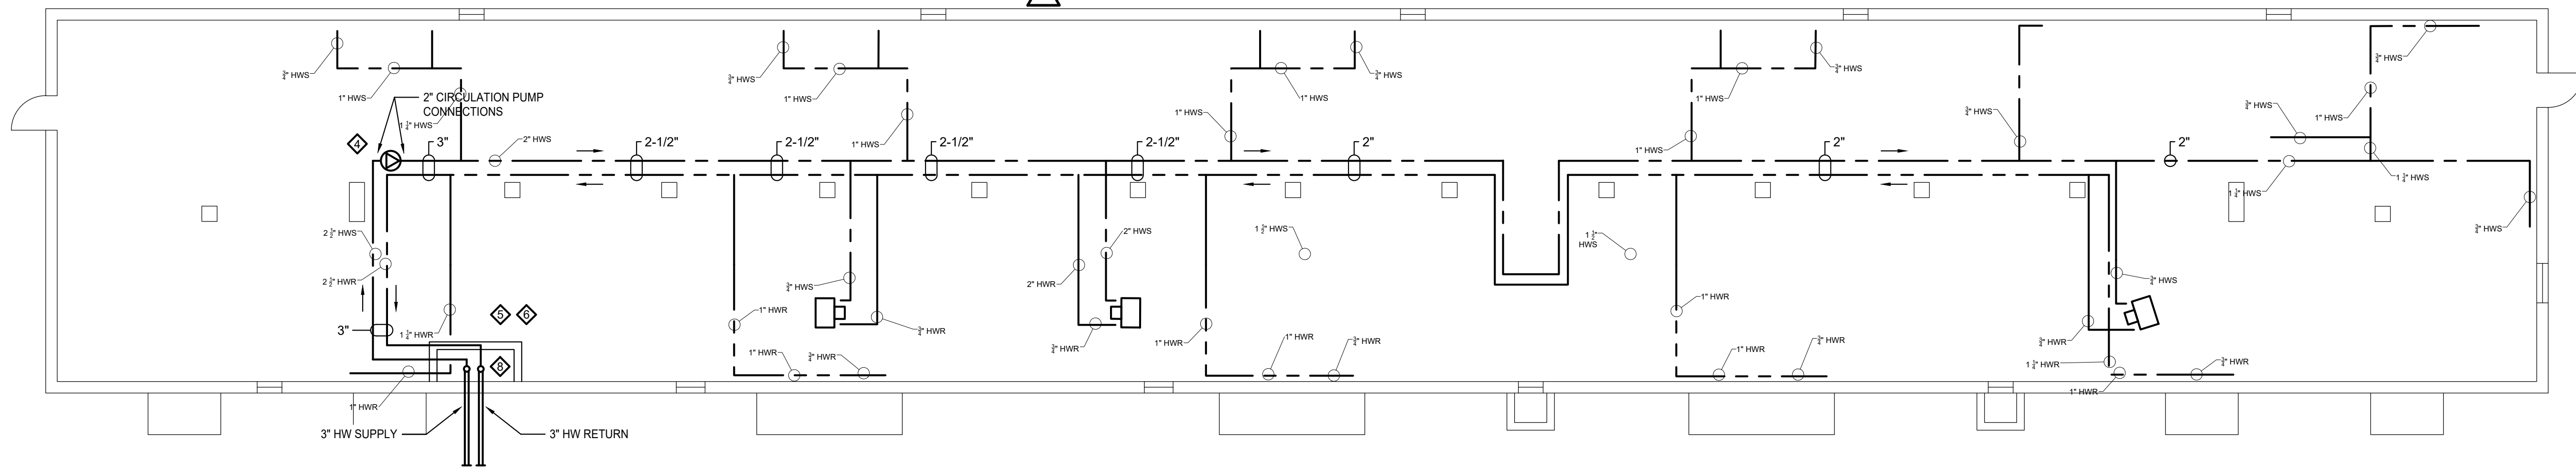 ¾" HWS
1" HWS
¾" HWS
1" HWS
¾" HWS
1" HWS
¾" HWS
1" HWS
¾" HWS
2" CIRCULATION PUMP
CONNECTIONS
1 ¼" HWS
1" HWS
1" HWS
1" HWS
¾" HWS
¾" HWS
1" HWS
4
3"
2" HWS
2-1/2"
2-1/2"
2-1/2"
2-1/2"
2"
2"
2"
1 ¼" HWS
1 ¼" HWS
2 ½" HWS
2 ½" HWR
2" HWS
1 ½" HWS
1 ½"
HWS
¾" HWS
¾" HWS
2" HWR
¾" HWS
1" HWR
1" HWR
5
6
3"
1 ¼" HWR
¾" HWR
¾" HWR
1" HWR
1" HWR
¾" HWR
1" HWR
¾" HWR
1" HWR
¾" HWR
¾" HWR
1 ¼" HWR
¾" HWR
8
1" HWR
1" HWR
3" HW SUPPLY
3" HW RETURN